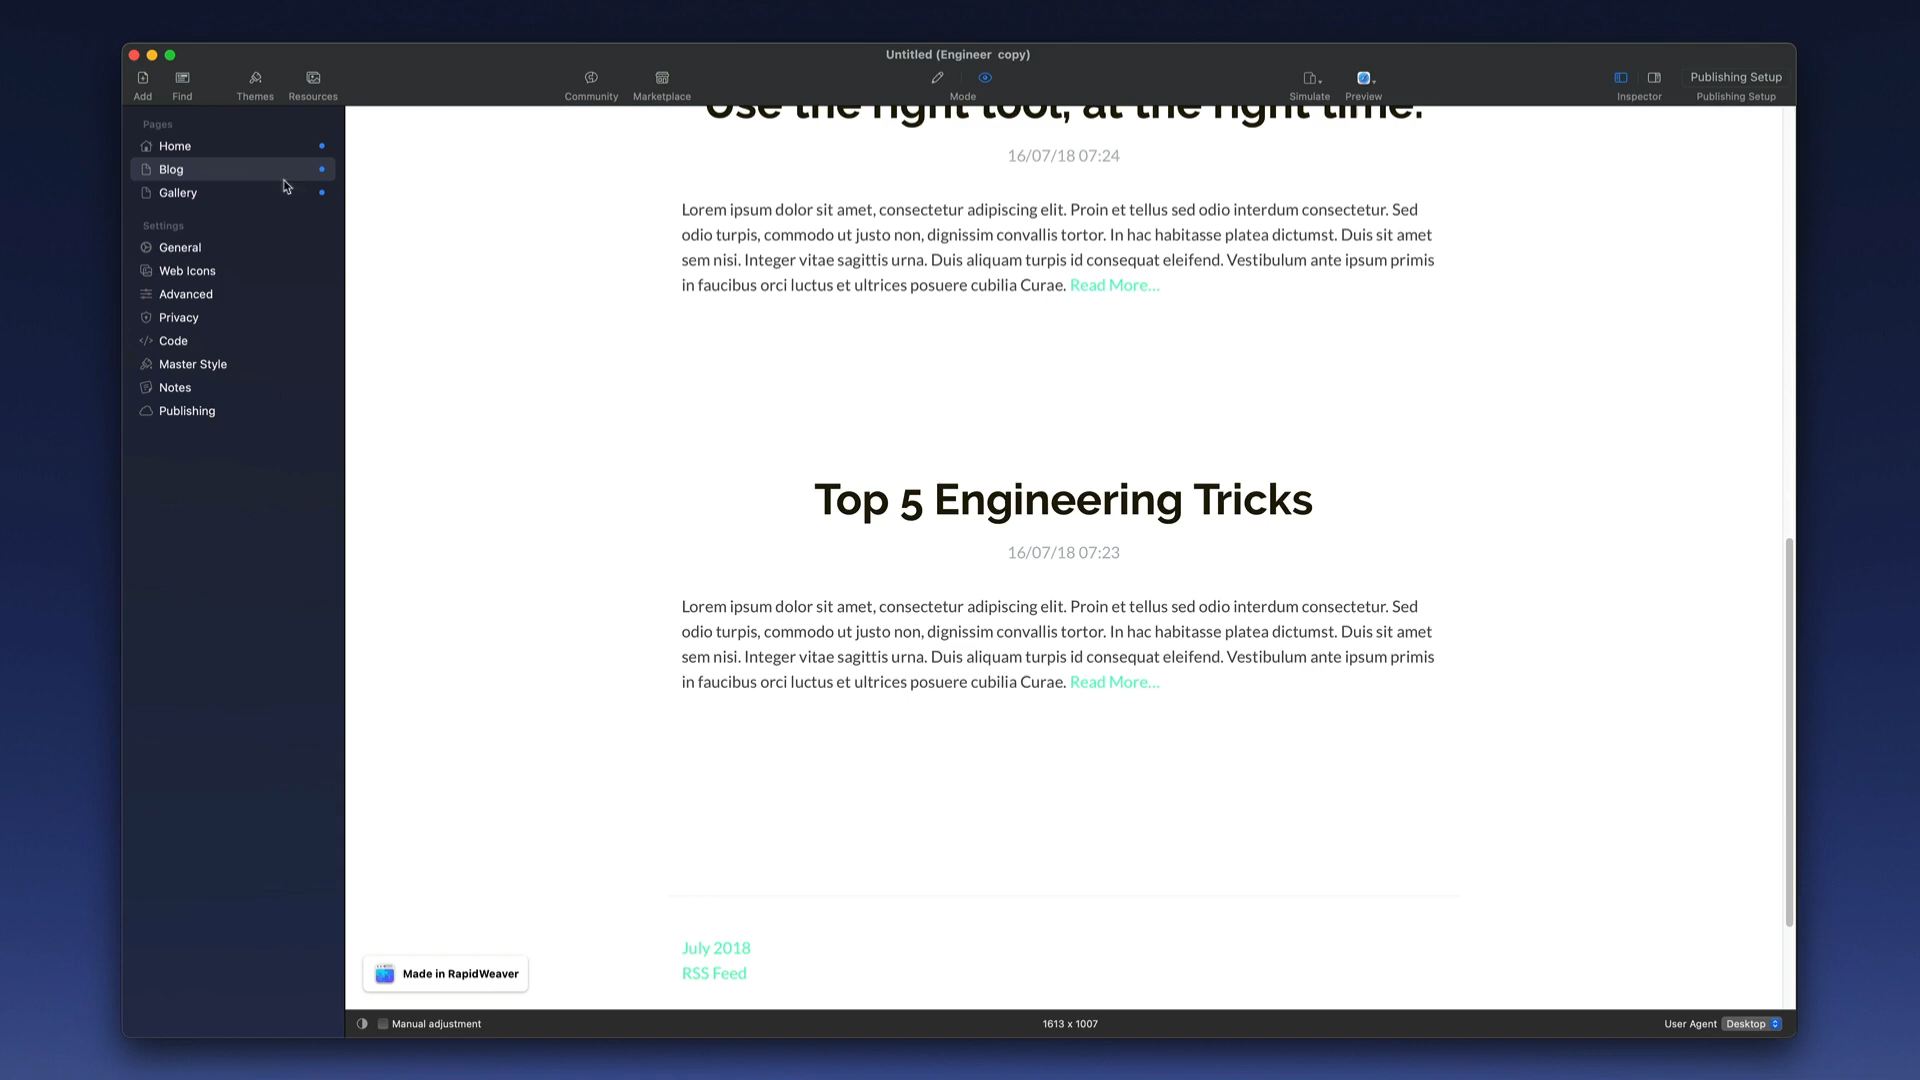 Untitled (Engineer copy)
Add
Find
Themes
Resources
Community
Marketplace
Mode
Simulate
Preview
Inspector
Publishing Setup
Publishing Setup
Pages
Home
Blog
Gallery
Settings
General
Web Icons
Advanced
Privacy
Code
Master Style
Notes
Publishing
Use the right tool, at the right time.
16/07/18 07:24
Lorem ipsum dolor sit amet, consectetur adipiscing elit. Proin et tellus sed odio interdum consectetur. Sed
odio turpis, commodo ut justo non, dignissim convallis tortor. In hac habitasse platea dictumst. Duis sit amet
sem nisi. Integer vitae sagittis urna. Duis aliquam turpis id consequat eleifend. Vestibulum ante ipsum primis
in faucibus orci luctus et ultrices posuere cubilia Curae. Read More...
Top 5 Engineering Tricks
16/07/18 07:23
Lorem ipsum dolor sit amet, consectetur adipiscing elit. Proin et tellus sed odio interdum consectetur. Sed
odio turpis, commodo ut justo non, dignissim convallis tortor. In hac habitasse platea dictumst. Duis sit amet
sem nisi. Integer vitae sagittis urna. Duis aliquam turpis id consequat eleifend. Vestibulum ante ipsum primis
in faucibus orci luctus et ultrices posuere cubilia Curae. Read More...
July 2018
RSS Feed
Made in RapidWeaver
Manual adjustment
1613 x 1007
User Agent
Desktop